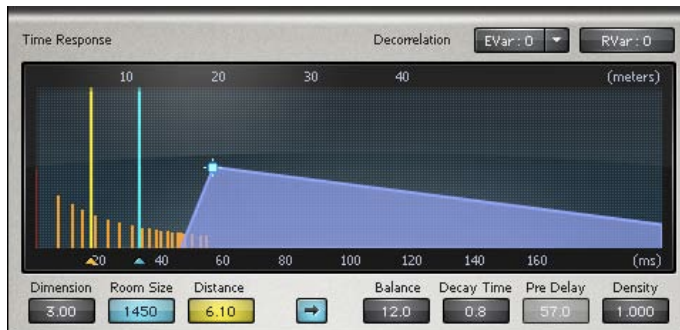 Time Response Decorrelation EVar: 0 RVar: 0
10 20 30 40 (meters)
20 40 60 80 100 120 140 160 (ms)
Dimension Room Size Distance Balance Decay Time Pre Delay Density
3.00 1450 6.10 12.0 0.8 57.0 1.000